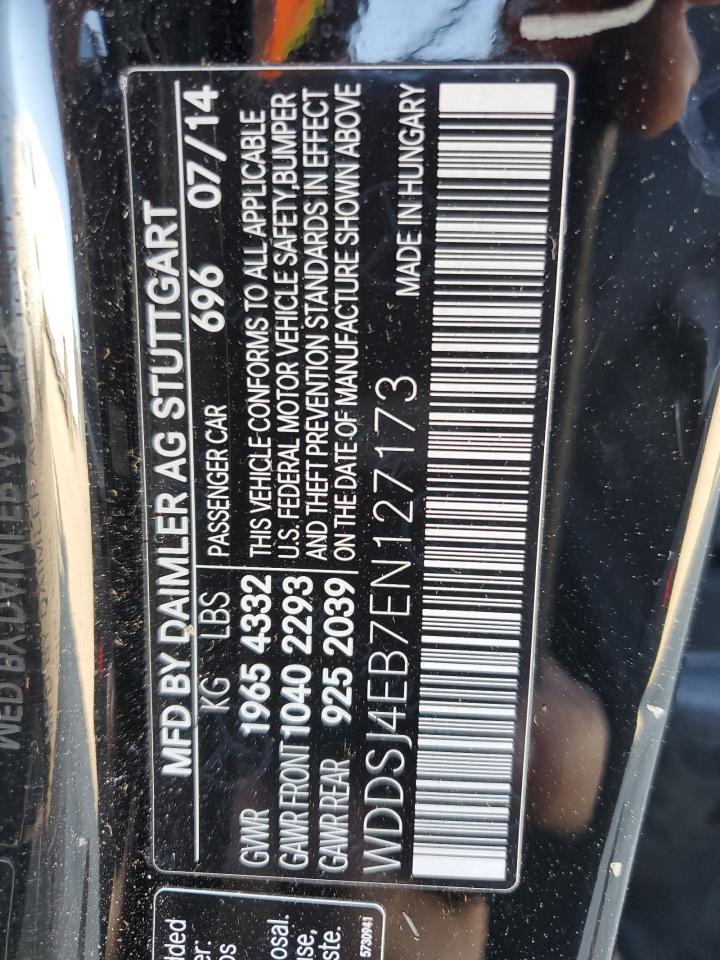 MFD BY DAIMLER AG STUTTGART
KG LBS 696 07/14
PASSENGER CAR
GVWR 1965 4332
GAWR FRONT 1040 2293
GAWR REAR 925 2039
THIS VEHICLE CONFORMS TO ALL APPLICABLE
U.S. FEDERAL MOTOR VEHICLE SAFETY,BUMPER
AND THEFT PREVENTION STANDARDS IN EFFECT
ON THE DATE OF MANUFACTURE SHOWN ABOVE
WDDSJ4EB7EN127173 MADE IN HUNGARY
5730941